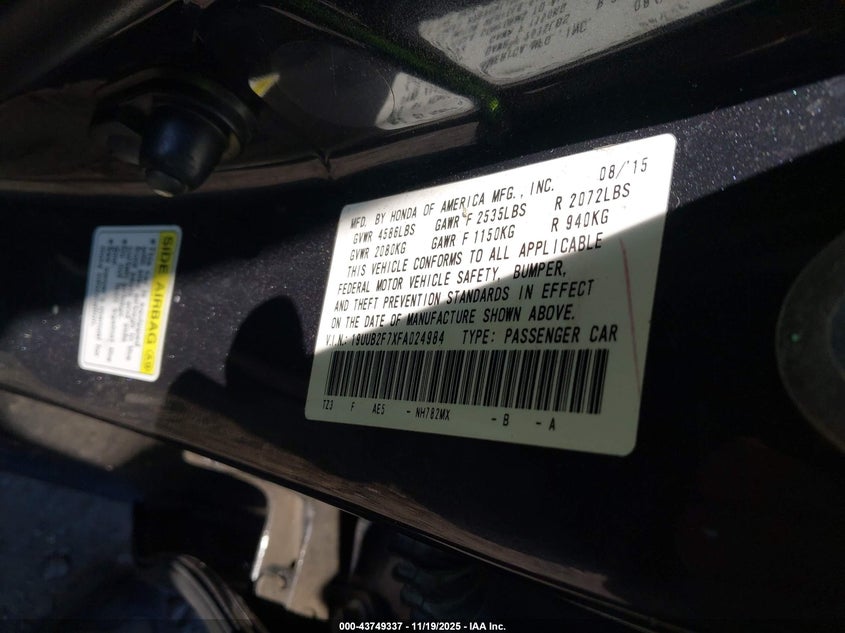 08/'15
MFD. BY HONDA OF AMERICA MFG., INC.
GVWR 4586LBS GAWR F 2535LBS R 2072LBS
GVWR 2080KG GAWR F 1150KG R 940KG
THIS VEHICLE CONFORMS TO ALL APPLICABLE
FEDERAL MOTOR VEHICLE SAFETY, BUMPER,
AND THEFT PREVENTION STANDARDS IN EFFECT
ON THE DATE OF MANUFACTURE SHOWN ABOVE.
V.I.N.: 19UUB2F7XFA024984 TYPE: PASSENGER CAR
TZ3 F AE5 - NH782MX - B - A
SIDE AIRBAG
000-43749337 - 11/19/2025 - IAA Inc.